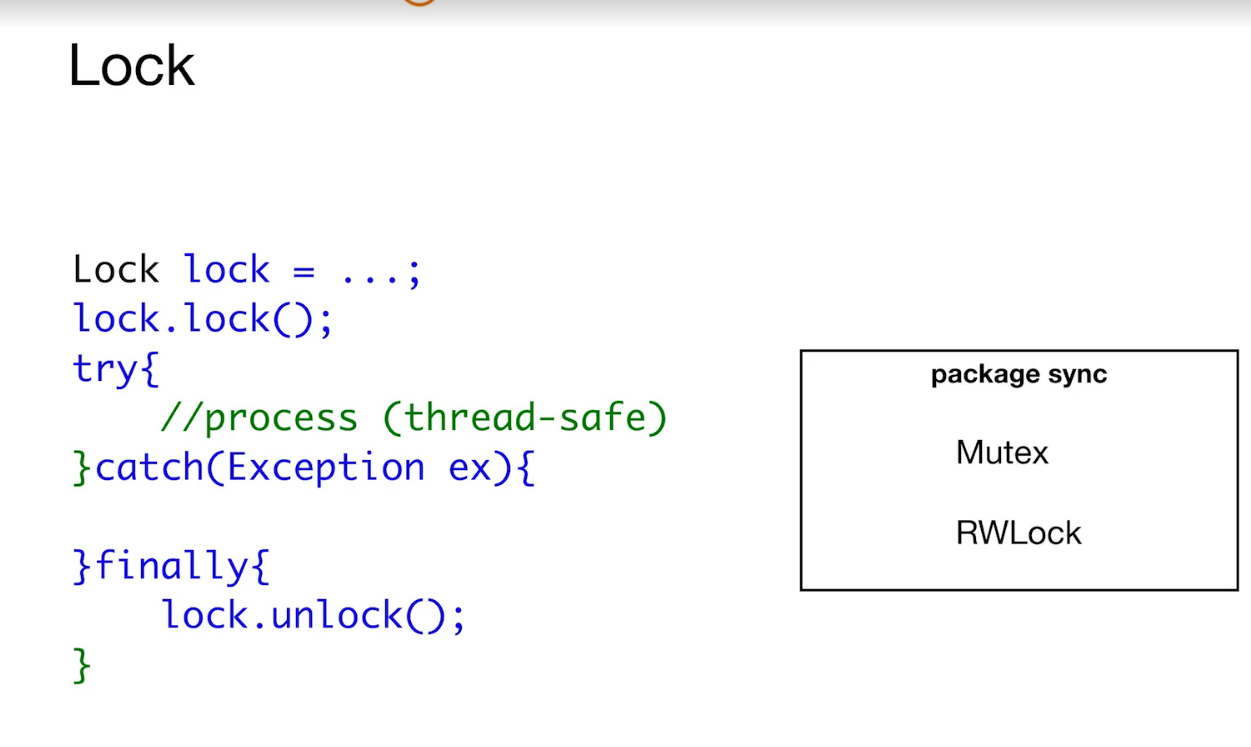 Lock
Lock lock = ...;
lock.lock();
try{
//process (thread-safe)
}catch(Exception ex){
}finally{
lock.unlock();
}
package sync
Mutex
RWLock